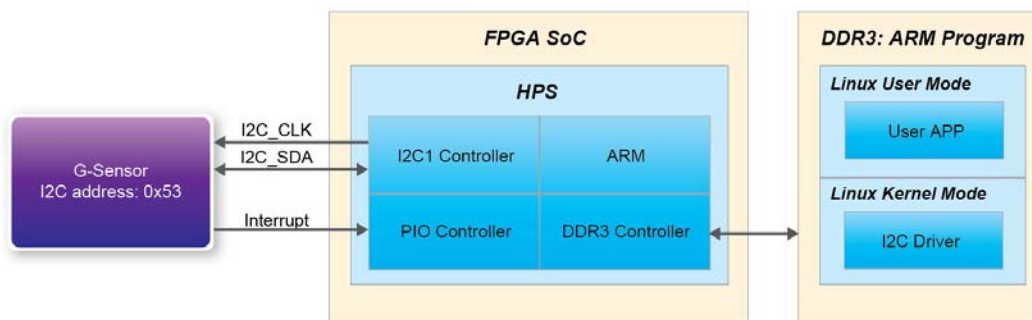 FPGA SoC
HPS
I2C1 Controller
ARM
PIO Controller
DDR3 Controller
G-Sensor
I2C address: 0x53
I2C_CLK
I2C_SDA
Interrupt
DDR3: ARM Program
Linux User Mode
User APP
Linux Kernel Mode
I2C Driver